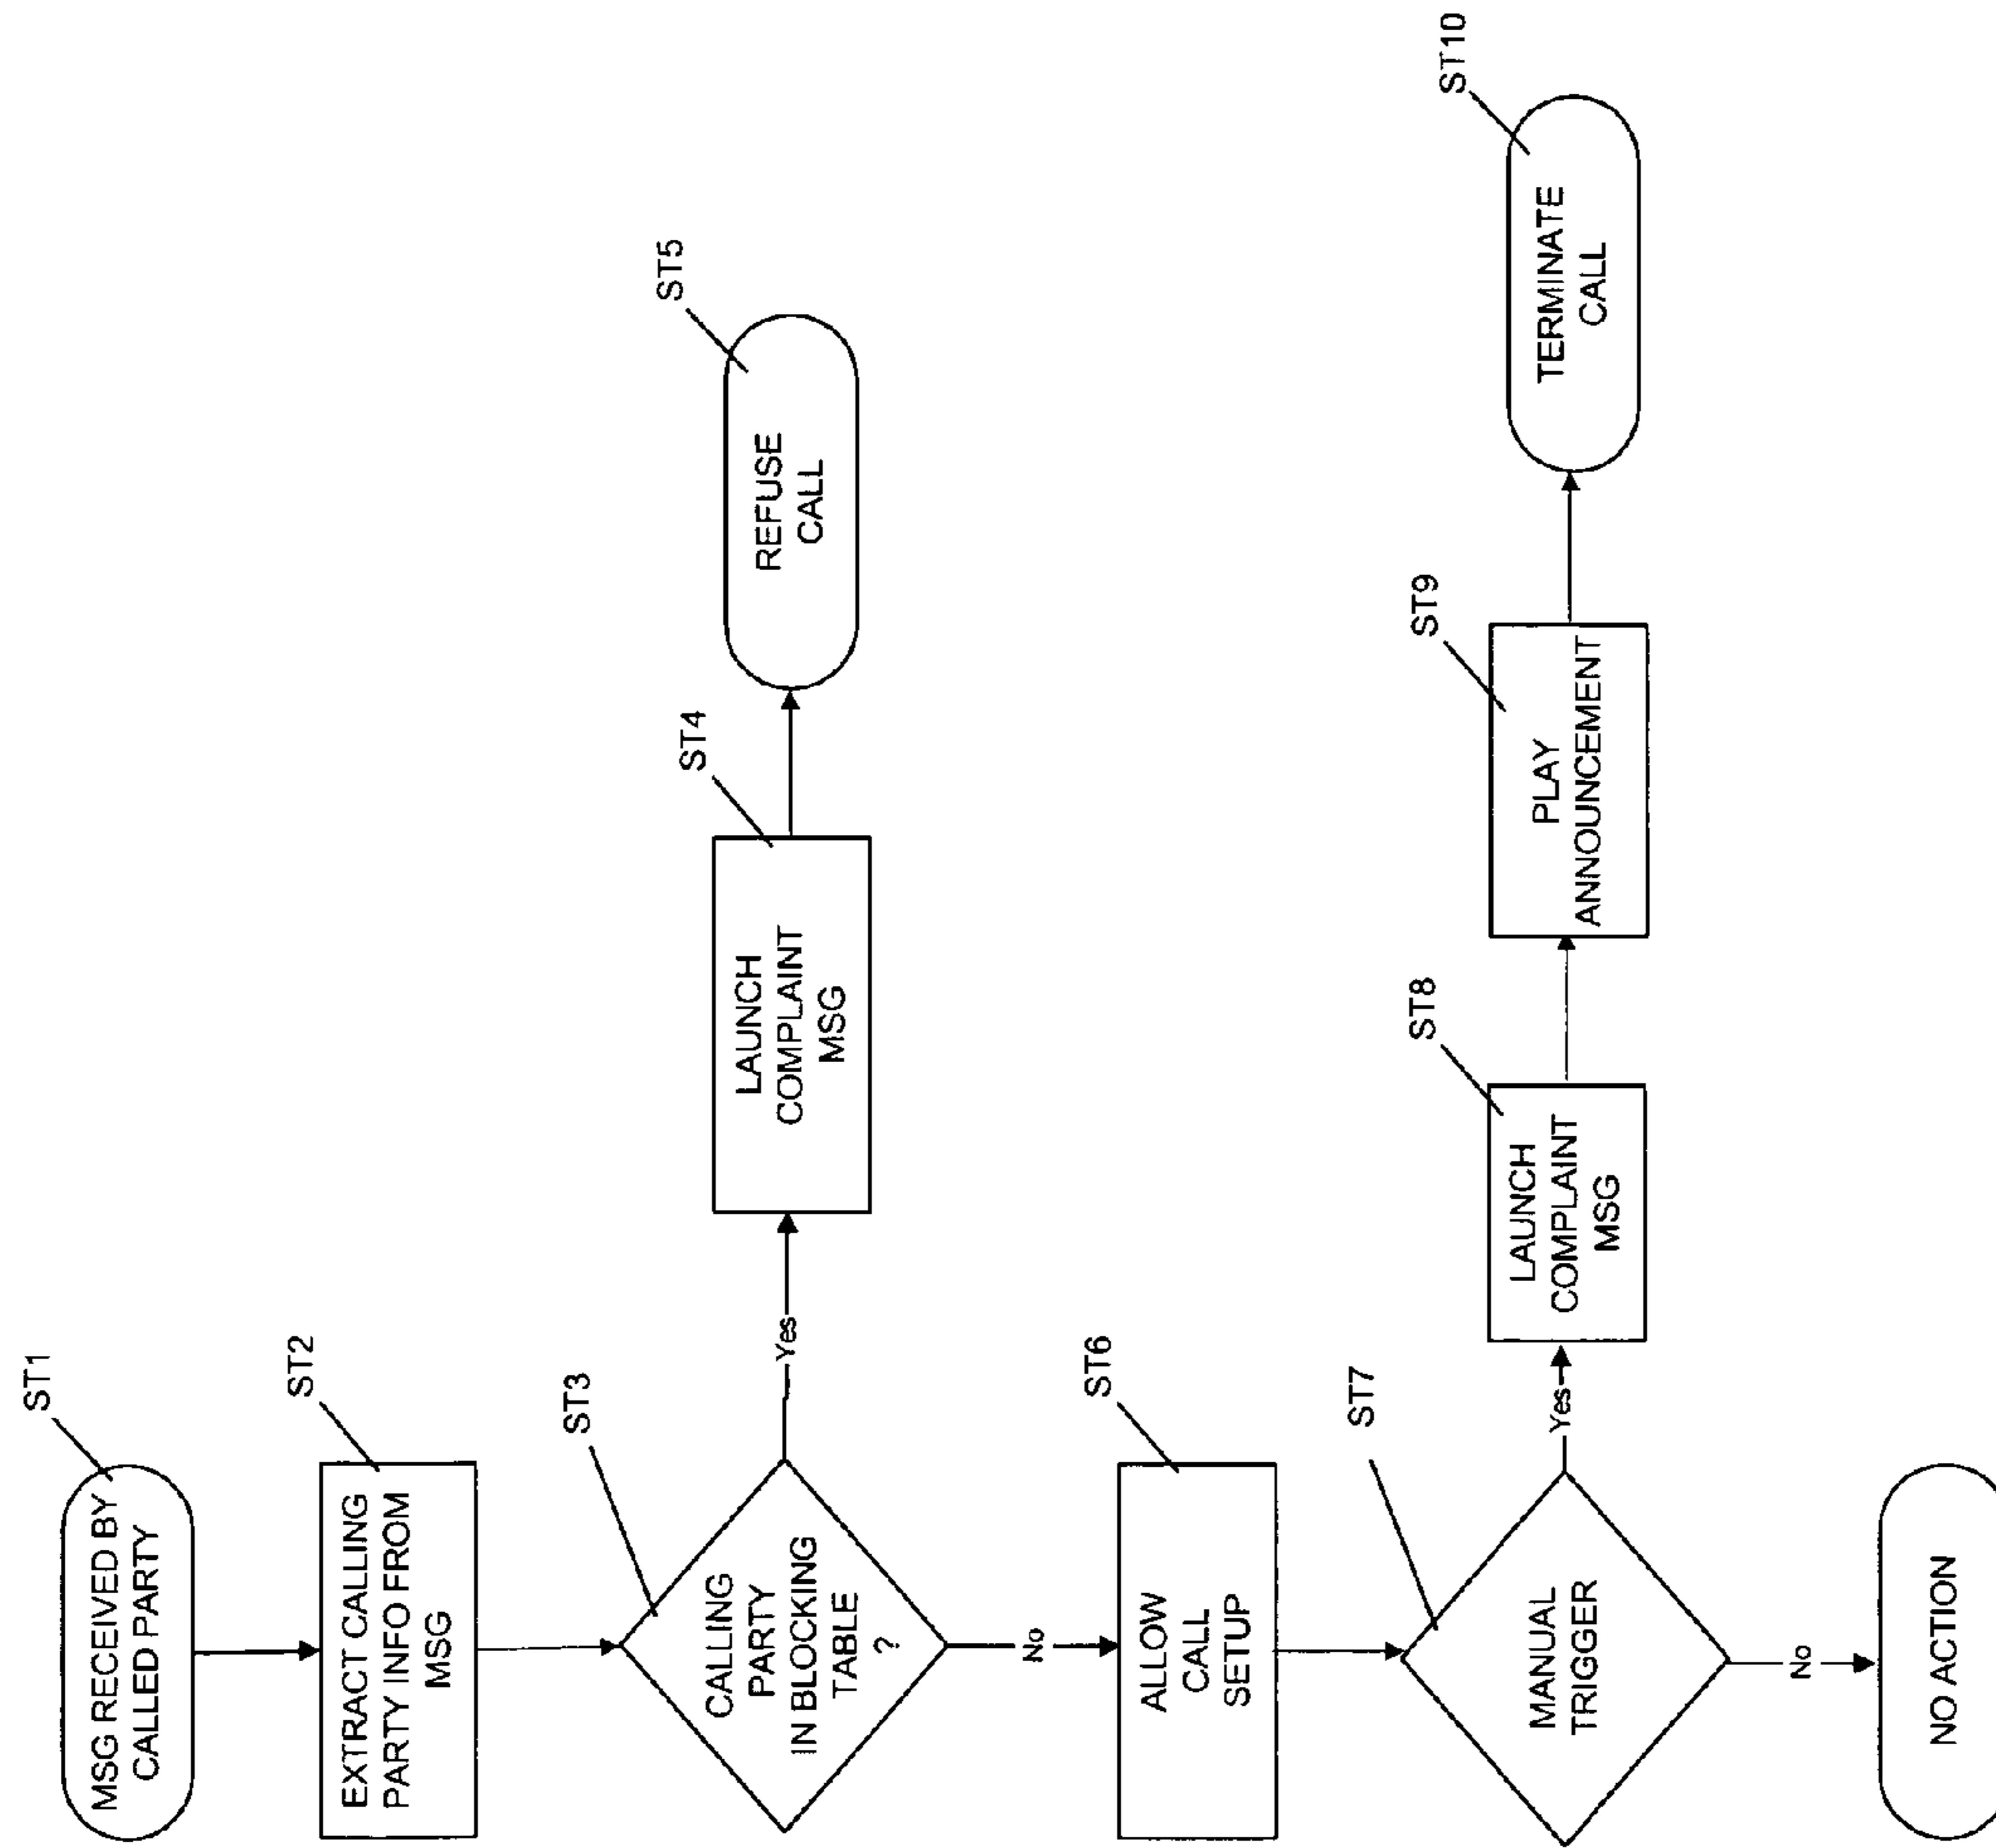 ST1
MSG RECEIVED BY
CALLED PARTY
ST2
EXTRACT CALLING
PARTY INFO FROM
MSG
ST3
CALLING
PARTY
IN BLOCKING
TABLE
?
Yes
ST4
LAUNCH
COMPLAINT
MSG
ST5
REFUSE
CALL
No
ST6
ALLOW
CALL
SETUP
ST7
MANUAL
TRIGGER
Yes
ST8
LAUNCH
COMPLAINT
MSG
ST9
PLAY
ANNOUNCEMENT
ST10
TERMINATE
CALL
No
NO ACTION